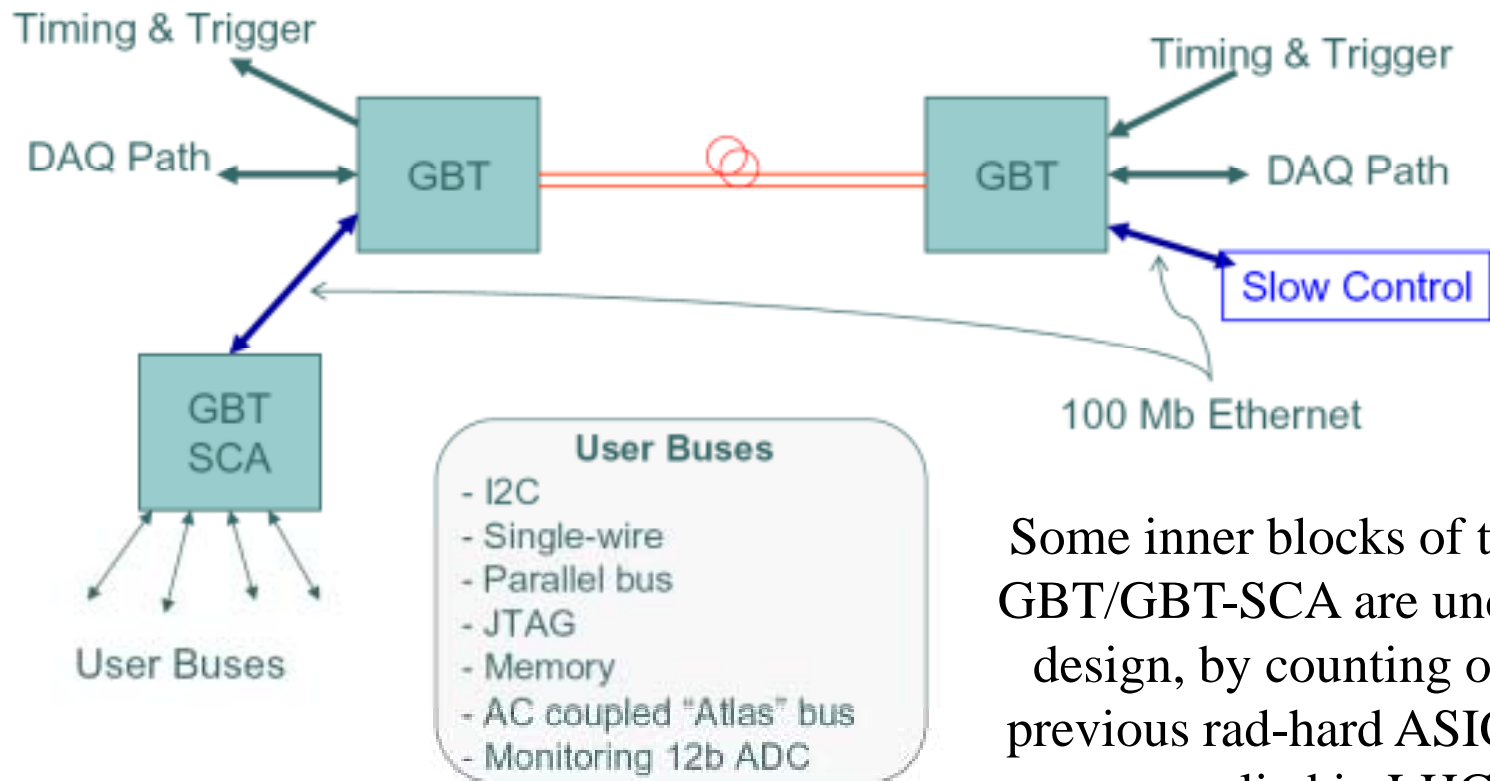 Timing & Trigger
Timing & Trigger
DAQ Path
GBT
GBT
DAQ Path
Slow Control
GBT
SCA
100 Mb Ethernet
User Buses
User Buses
- I2C
- Single-wire
- Parallel bus
- JTAG
- Memory
- AC coupled "Atlas" bus
- Monitoring 12b ADC
Some inner blocks of
GBT/GBT-SCA are
design, by counting
previous rad-hard